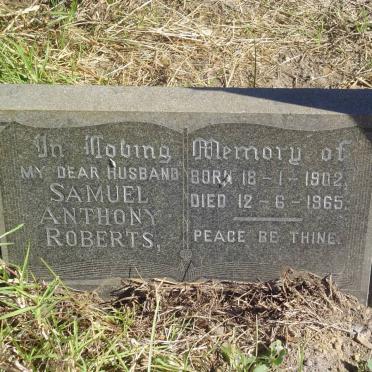 In Loving Memory of
MY DEAR HUSBAND
SAMUEL
ANTHONY
ROBERTS,
BORN 18-1-1902.
DIED 12-6-1965.
PEACE BE THINE.